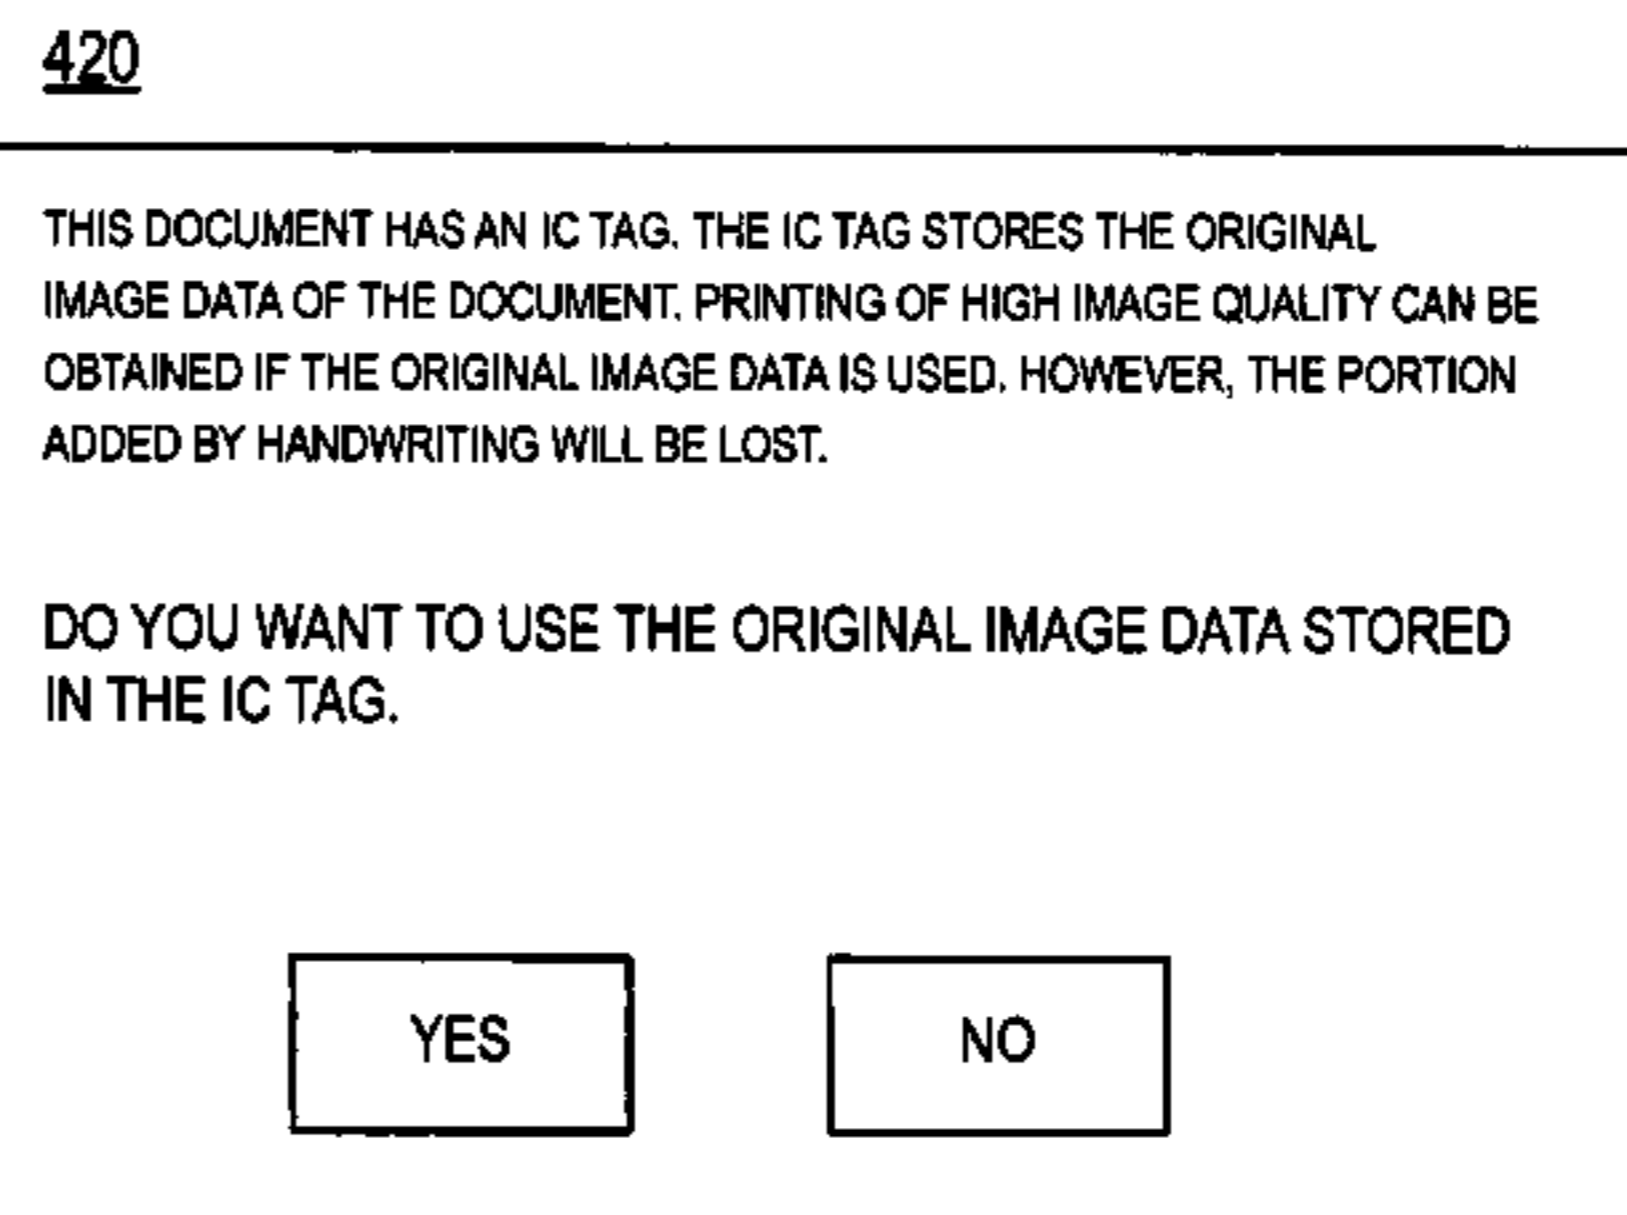 420
THIS DOCUMENT HAS AN IC TAG. THE IC TAG STORES THE ORIGINAL
IMAGE DATA OF THE DOCUMENT. PRINTING OF HIGH IMAGE QUALITY CAN BE
OBTAINED IF THE ORIGINAL IMAGE DATA IS USED. HOWEVER, THE PORTION
ADDED BY HANDWRITING WILL BE LOST.
DO YOU WANT TO USE THE ORIGINAL IMAGE DATA STORED
IN THE IC TAG.
YES NO